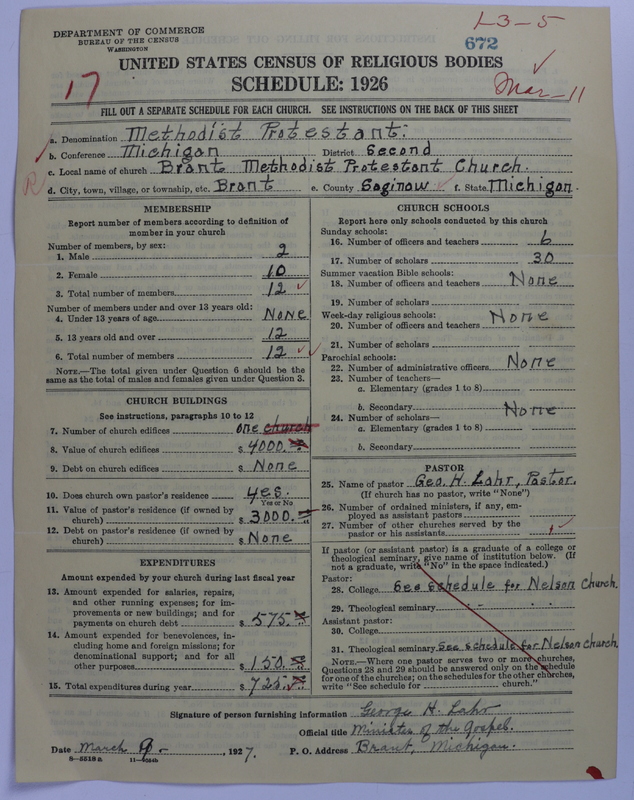 DEPARTMENT OF COMMERCE
BUREAU OF THE CENSUS
WASHINGTON
1-3-5
672
UNITED STATES CENSUS OF RELIGIOUS BODIES
SCHEDULE: 1926
17
Mar-11
FILL OUT A SEPARATE SCHEDULE FOR EACH CHURCH. SEE INSTRUCTIONS ON THE BACK OF THIS SHEET
a. Denomination Methodist Protestant.
b. Conference Michigan District Second
c. Local name of church Brant Methodist Protestant Church.
R
d. City, town, village, or township, etc. Brant e. County Saginaw f. State Michigan.
MEMBERSHIP
Report number of members according to definition of
member in your church
Number of members, by sex:
1. Male 2
2. Female 10
3. Total number of members 12
Number of members under and over 13 years old:
4. Under 13 years of age None
5. 13 years old and over 12
6. Total number of members 12
NOTE.—The total given under Question 6 should be
same as the total of males and females given under Question 3.
CHURCH BUILDINGS
See instructions, paragraphs 10 to 12
7. Number of church edifices one church
8. Value of church edifices $ 4000.
9. Debt on church edifices $ None
10. Does church own pastor's residence yes.
Yes or No
11. Value of pastor's residence (if owned by
church) $ 3000.
12. Debt on pastor's residence (if owned by
church) $ None
EXPENDITURES
Amount expended by your church during last fiscal year
13. Amount expended for salaries, repairs,
and other running expenses; for im-
provements or new buildings; and for
payments on church debt $ 575.
14. Amount expended for benevolences, in-
cluding home and foreign missions; for
denominational support; and for all
other purposes $ 150.
15. Total expenditures during year $ 725.
CHURCH SCHOOLS
Report here only schools conducted by this church
Sunday schools:
16. Number of officers and teachers 6
17. Number of scholars 30
Summer vacation Bible schools:
18. Number of officers and teachers None
19. Number of scholars
Week-day religious schools: None
20. Number of officers and teachers
21. Number of scholars
Parochial schools:
22. Number of administrative officers None
23. Number of teachers—
a. Elementary (grades 1 to 8)
b. Secondary None
24. Number of scholars—
a. Elementary (grades 1 to 8)
b. Secondary
PASTOR
25. Name of pastor Geo. H. Lahr, Pastor.
(If church has no pastor, write "None")
26. Number of ordained ministers, if any, em-
ployed as assistant pastors
27. Number of other churches served by the
pastor or his assistants 1
If pastor (or assistant pastor) is a graduate of a college or
theological seminary, give name of institution below. (If
not a graduate, write "No" in the space indicated.)
Pastor:
28. College See schedule for Nelson Church.
29. Theological seminary " "
Assistant pastor:
30. College
31. Theological seminary See schedule for Nelson Church.
NOTE.—Where one pastor serves two or more churches,
Questions 28 and 29 should be answered only on the schedule
for one of the churches; on the schedules for the other churches,
write "See schedule for church."
Signature of person furnishing information George H. Lahr
Official title Minister of the Gospel.
Date March 9-, 1927. P. O. Address Brant, Michigan.
8—5518 a